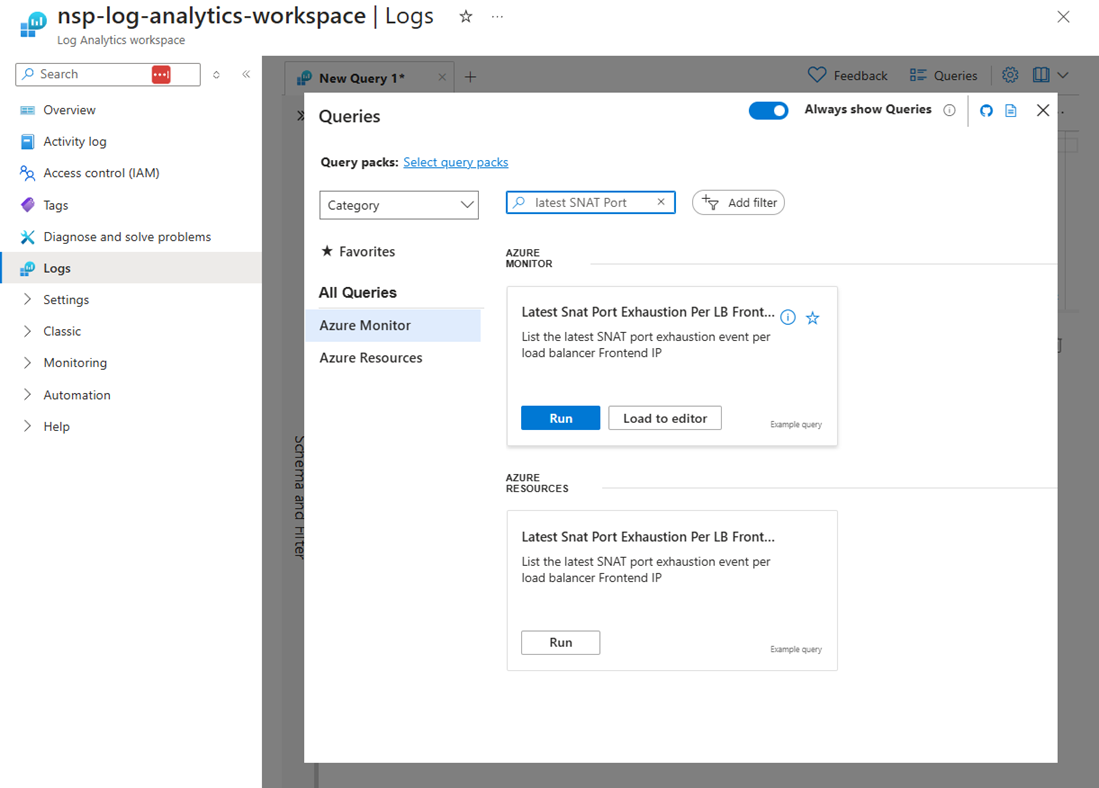 nsp-log-analytics-workspace | Logs
Log Analytics workspace
Search
Overview
Activity log
Access control (IAM)
Tags
Diagnose and solve problems
Logs
Settings
Classic
Monitoring
Automation
Help
New Query 1*
Feedback
Queries
Queries
Always show Queries
Query packs: Select query packs
Category
latest SNAT Port
Add filter
Favorites
All Queries
Azure Monitor
Azure Resources
AZURE
MONITOR
Latest Snat Port Exhaustion Per LB Front...
List the latest SNAT port exhaustion event per
load balancer Frontend IP
Run
Load to editor
Example query
AZURE
RESOURCES
Latest Snat Port Exhaustion Per LB Front...
List the latest SNAT port exhaustion event per
load balancer Frontend IP
Run
Example query
Schema and Filter